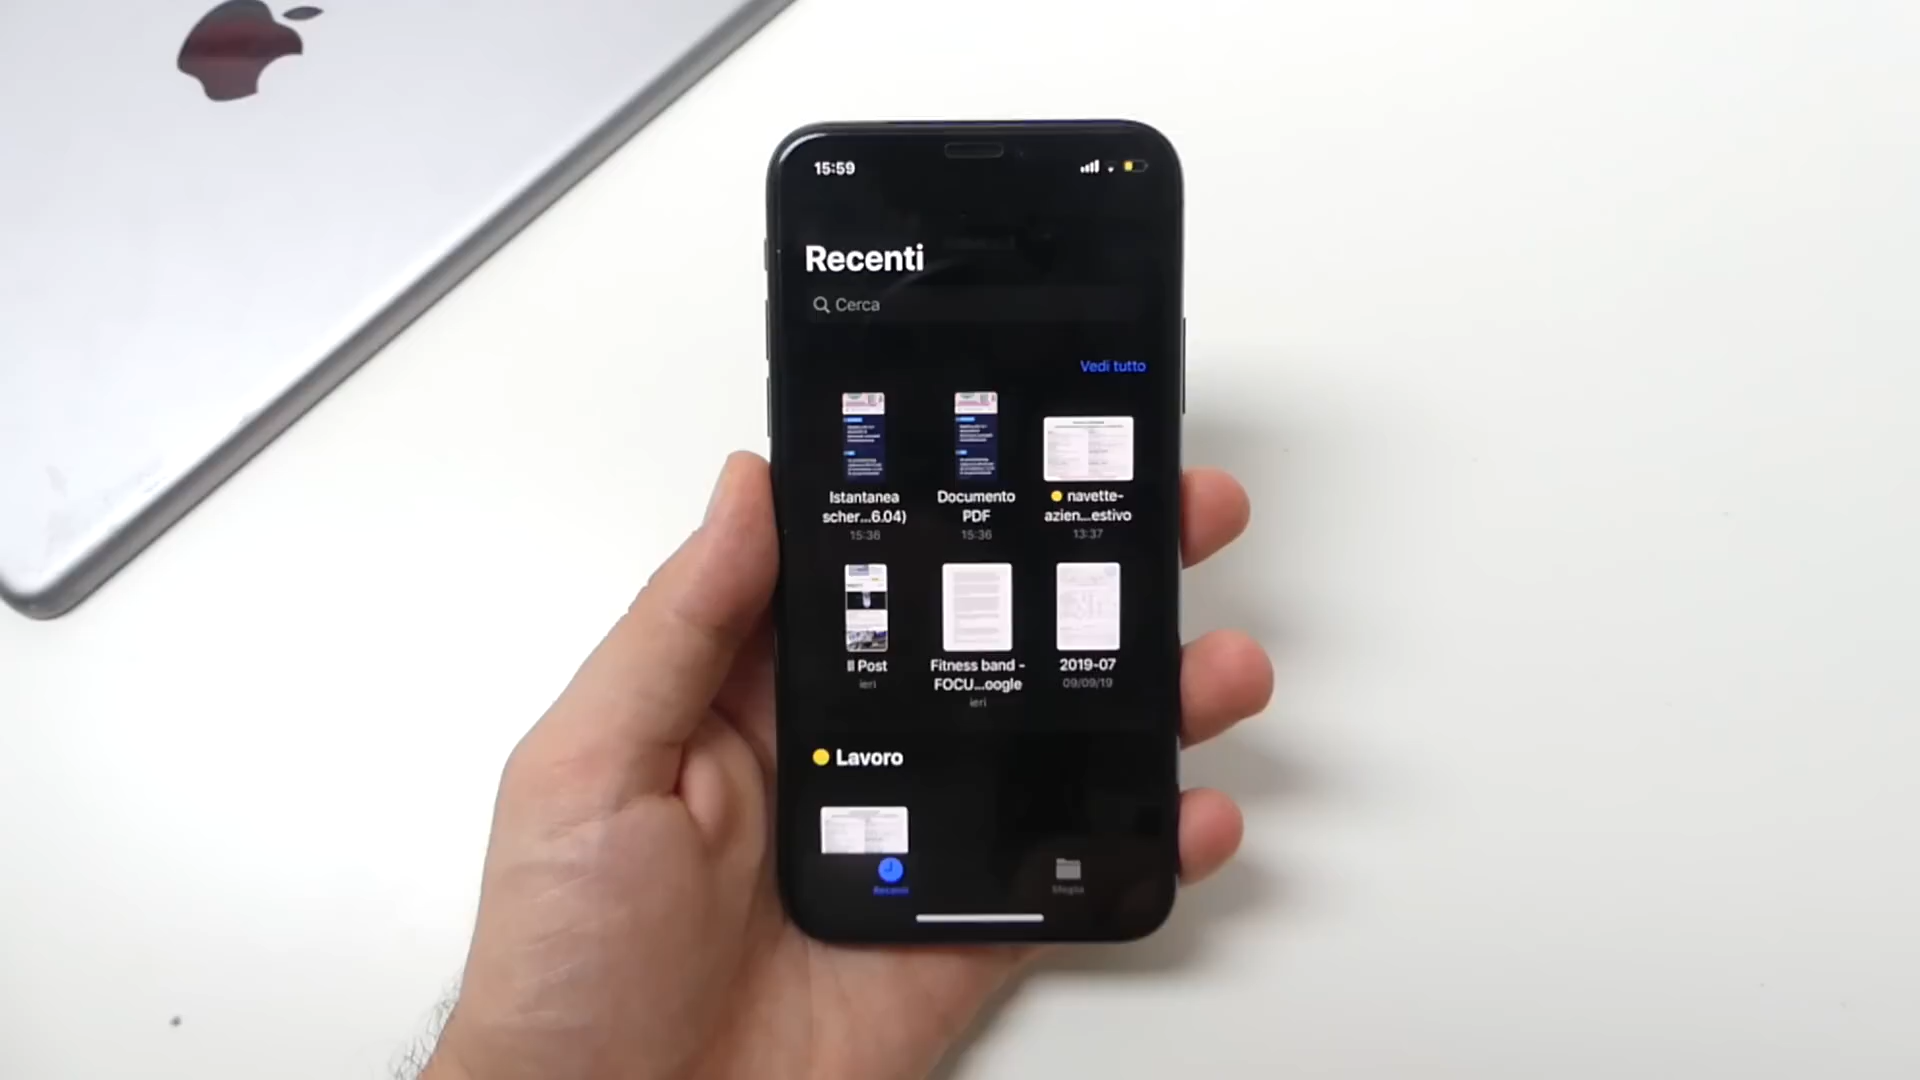 15:59
Recenti
Cerca
Vedi tutto
Istantanea
scher...6.04)
15:36
Documento
PDF
15:36
navette-
azien...estivo
13:37
Il Post
ieri
Fitness band -
FOCU...oogle
ieri
2019-07
09/09/19
Lavoro
Recenti